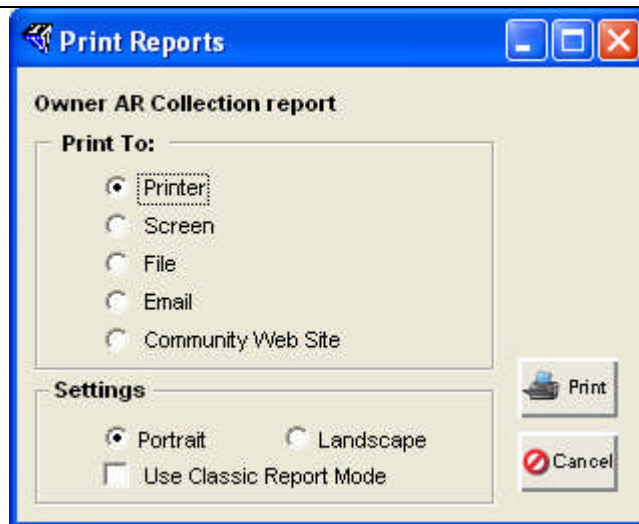 Print Reports
Owner AR Collection report
Print To:
Printer
Screen
File
Email
Community Web Site
Settings
Portrait Landscape
Use Classic Report Mode
Print
Cancel